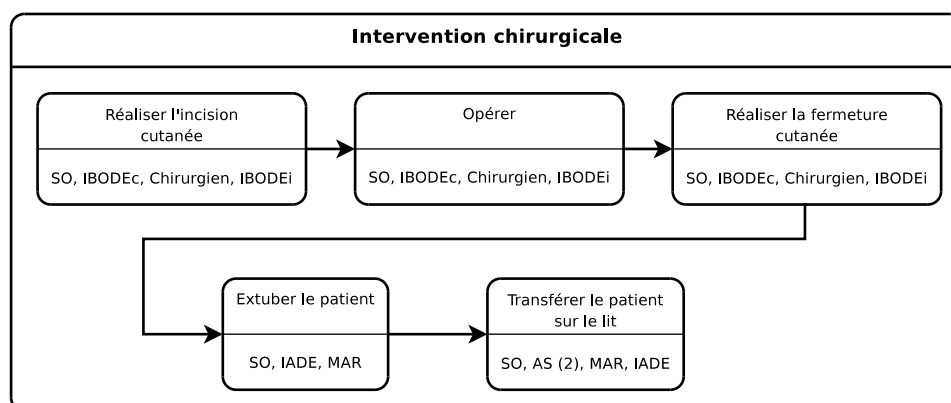 Intervention chirurgicale
Réaliser l'incision
cutanée
SO, IBODEc, Chirurgien, IBODEi
Opérer
SO, IBODEc, Chirurgien, IBODEi
Réaliser la fermeture
cutanée
SO, IBODEc, Chirurgien, IBODEi
Extuber le patient
SO, IADE, MAR
Transférer le patient
sur le lit
SO, AS (2), MAR, IADE